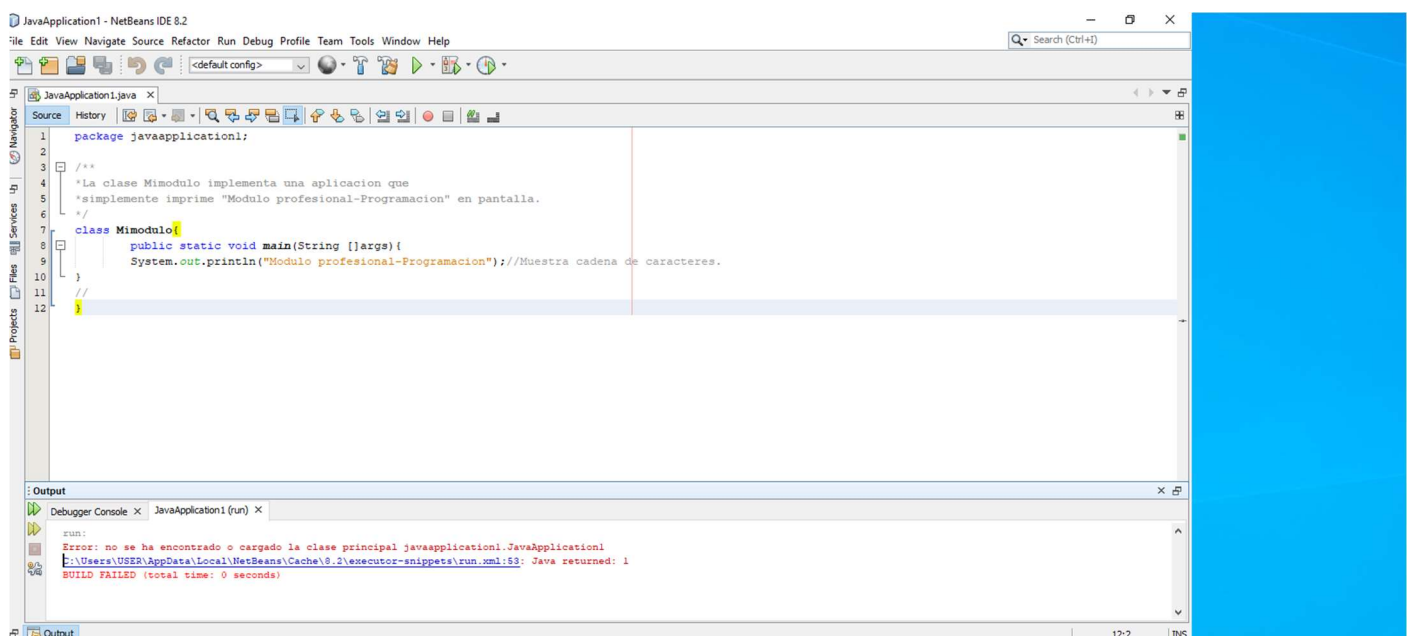 JavaApplication1 - NetBeans IDE 8.2
File Edit View Navigate Source Refactor Run Debug Profile Team Tools Window Help
Search (Ctrl+I)
<default config>
JavaApplication1.java
Source History
Navigator
Services
Files
Projects
1 package javaapplication1;
2
3 /**
4 *La clase Mimodulo implementa una aplicacion que
5 *simplemente imprime "Modulo profesional-Programacion" en pantalla.
6 */
7 class Mimodulo{
8 public static void main(String []args){
9 System.out.println("Modulo profesional-Programacion");//Muestra cadena de caracteres.
10 }
11 //
12 }
Output
Debugger Console JavaApplication1 (run)
run:
Error: no se ha encontrado o cargado la clase principal javaapplication1.JavaApplication1
C:\Users\USER\AppData\Local\NetBeans\Cache\8.2\executor-snippets\run.xml:53: Java returned: 1
BUILD FAILED (total time: 0 seconds)
Output
12:2 INS